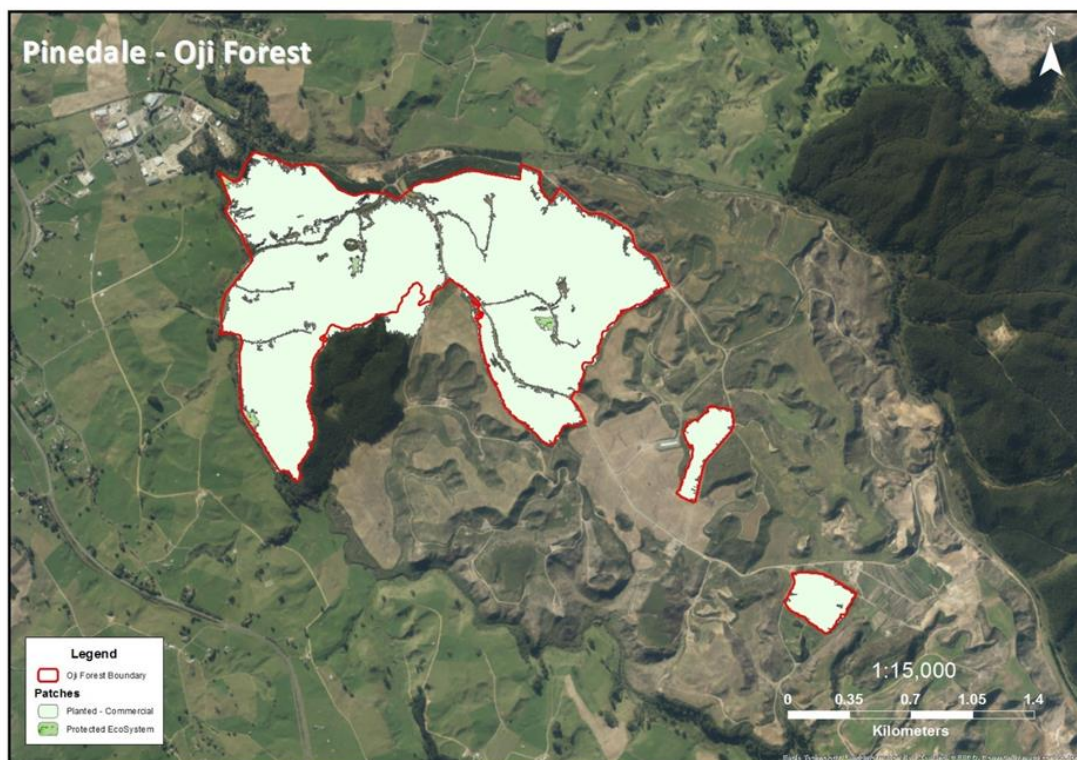 Pinedale - Oji Forest
N
Legend
Oji Forest Boundary
Patches
Planted - Commercial
Protected EcoSystem
1:15,000
0 0.35 0.7 1.05 1.4
Kilometers